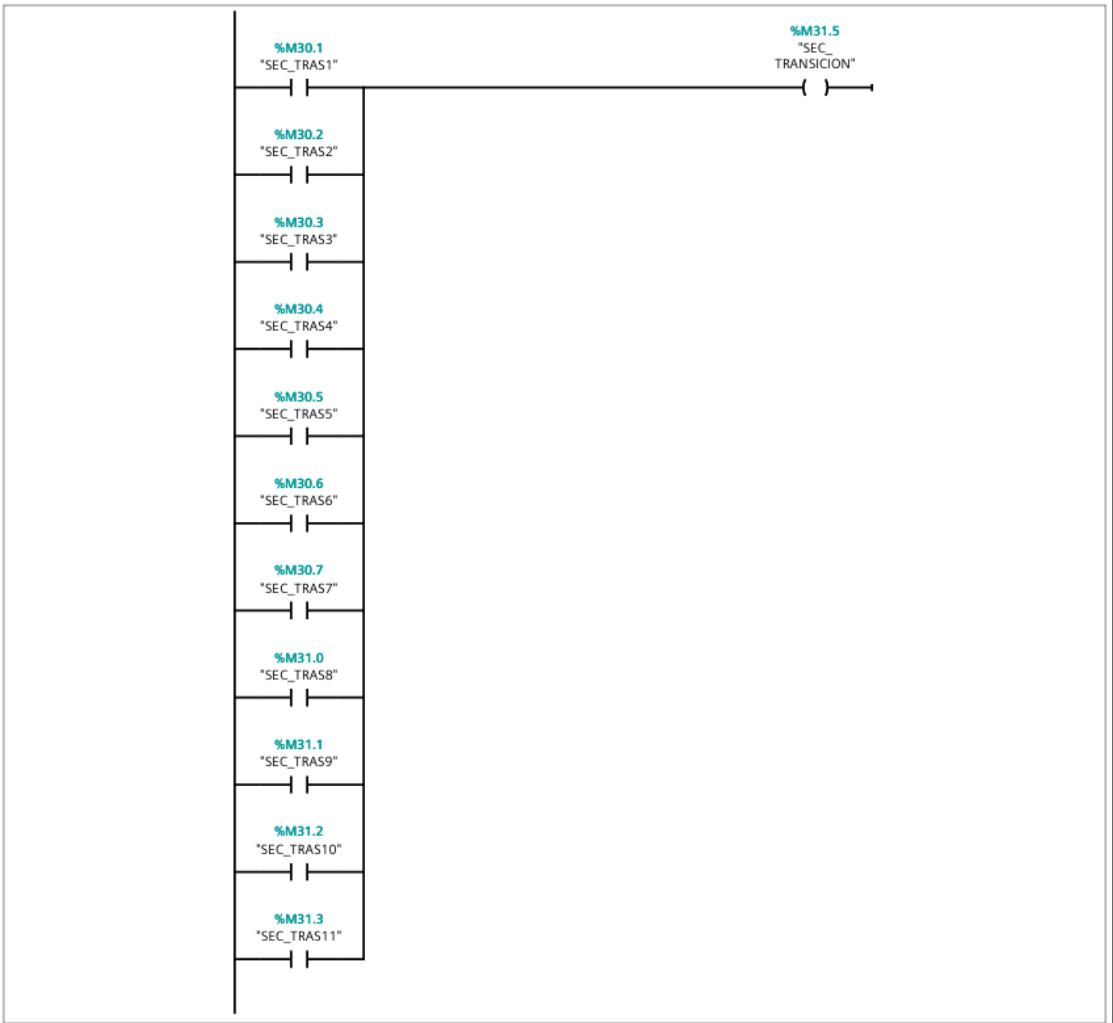 %M30.1
"SEC_TRAS1"
%M31.5
"SEC_
TRANSICION"
%M30.2
"SEC_TRAS2"
%M30.3
"SEC_TRAS3"
%M30.4
"SEC_TRAS4"
%M30.5
"SEC_TRAS5"
%M30.6
"SEC_TRAS6"
%M30.7
"SEC_TRAS7"
%M31.0
"SEC_TRAS8"
%M31.1
"SEC_TRAS9"
%M31.2
"SEC_TRAS10"
%M31.3
"SEC_TRAS11"